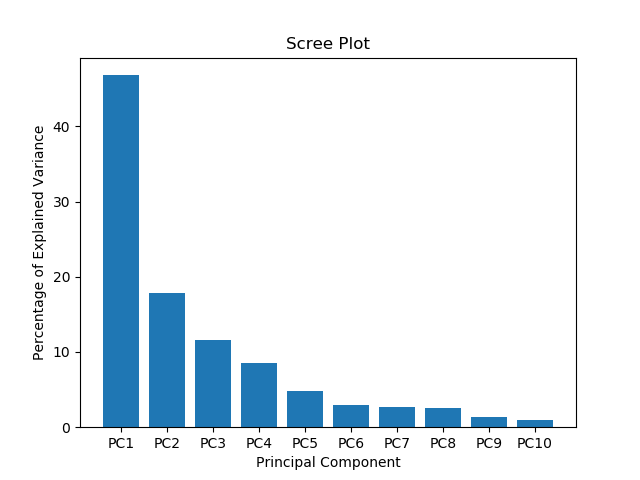 Scree Plot
Percentage of Explained Variance
40
30
20
10
0
PC1 PC2 PC3 PC4 PC5 PC6 PC7 PC8 PC9 PC10
Principal Component